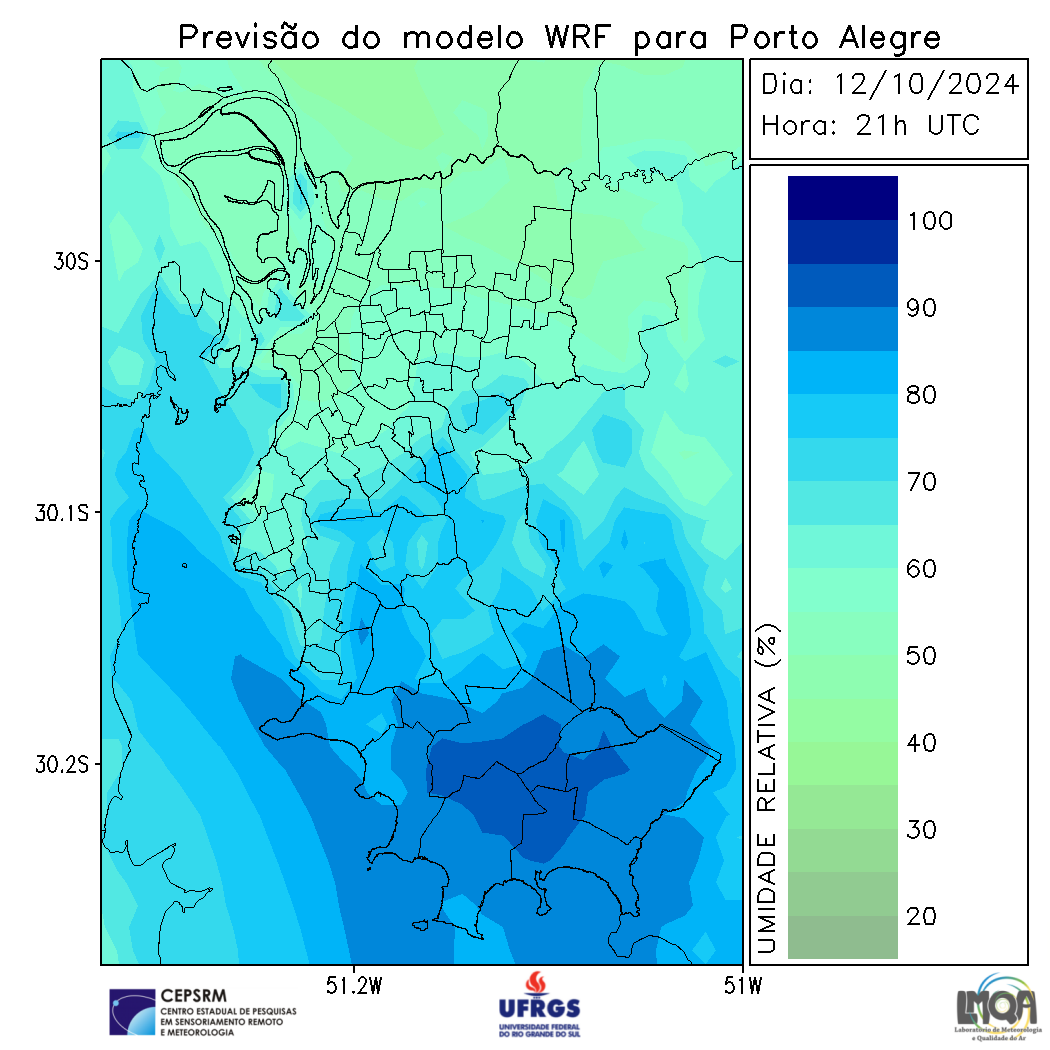 Previsão do modelo WRF para Porto Alegre
Dia: 12/10/2024
Hora: 21h UTC
30S
30.1S
30.2S
51.2W
51W
UMIDADE RELATIVA (%)
100
90
80
70
60
50
40
30
20
CEPSRM
CENTRO ESTADUAL DE PESQUISAS
EM SENSORIAMENTO REMOTO
E METEOROLOGIA
UFRGS
UNIVERSIDADE FEDERAL
DO RIO GRANDE DO SUL
LMQA
Laboratório de Meteorologia
e Qualidade do Ar